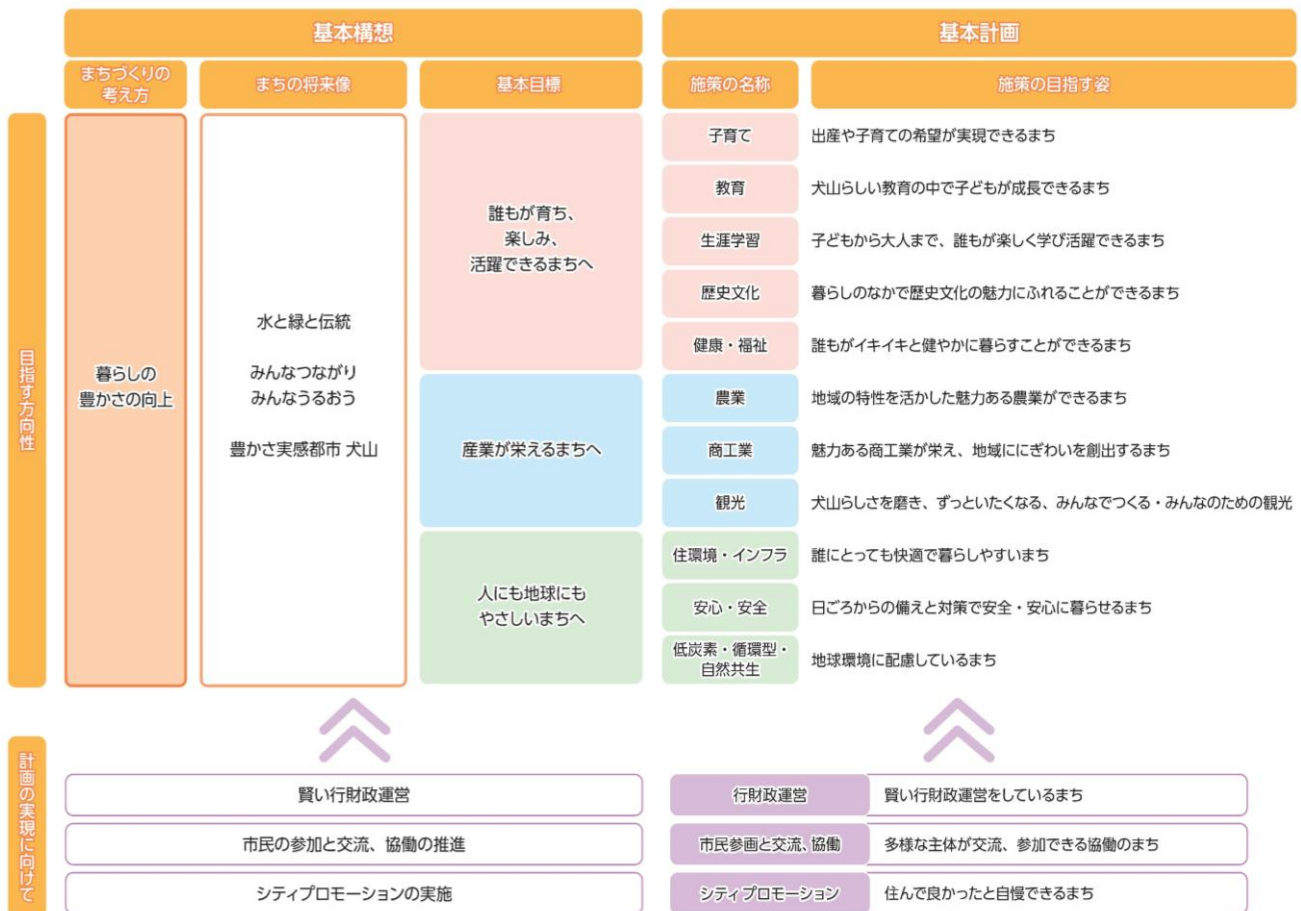 基本構想
基本計画
まちづくりの
考え方
まちの将来像
基本目標
施策の名称
施策の目指す姿
目指す方向性
暮らしの
豊かさの向上
水と緑と伝統
みんなつながり
みんなうるおう
豊かさ実感都市 犬山
誰もが育ち、
楽しみ、
活躍できるまちへ
子育て
出産や子育ての希望が実現できるまち
教育
犬山らしい教育の中で子どもが成長できるまち
生涯学習
子どもから大人まで、誰もが楽しく学び活躍できるまち
歴史文化
暮らしのなかで歴史文化の魅力にふれることができるまち
健康・福祉
誰もがイキイキと健やかに暮らすことができるまち
産業が栄えるまちへ
農業
地域の特性を活かした魅力ある農業ができるまち
商工業
魅力ある商工業が栄え、地域ににぎわいを創出するまち
観光
犬山らしさを磨き、ずっといたくなる、みんなでつくる・みんなのための観光
人にも地球にも
やさしいまちへ
住環境・インフラ
誰にとっても快適で暮らしやすいまち
安心・安全
日ごろからの備えと対策で安全・安心に暮らせるまち
低炭素・循環型・
自然共生
地球環境に配慮しているまち
計画の実現に向けて
賢い行財政運営
行財政運営
賢い行財政運営をしているまち
市民の参加と交流、協働の推進
市民参画と交流、協働
多様な主体が交流、参加できる協働のまち
シティプロモーションの実施
シティプロモーション
住んで良かったと自慢できるまち